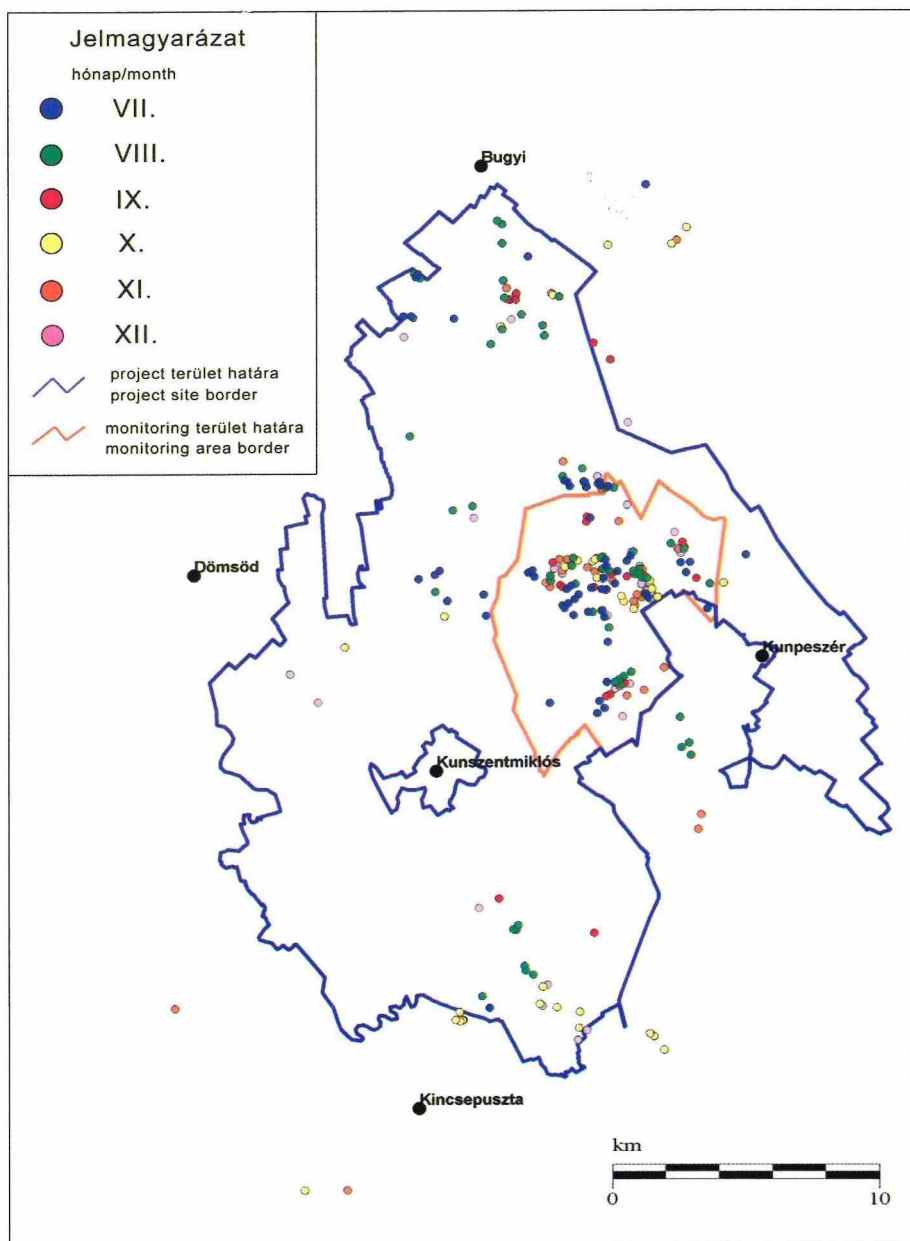 Jelmagyarázat
hónap/month
VII.
VIII.
IX.
X.
XI.
XII.
project terület határa
project site border
monitoring terület határa
monitoring area border
Bugyi
Dömsöd
Kunpeszér
Kunszentmiklós
Kincsepuszta
km
0 10